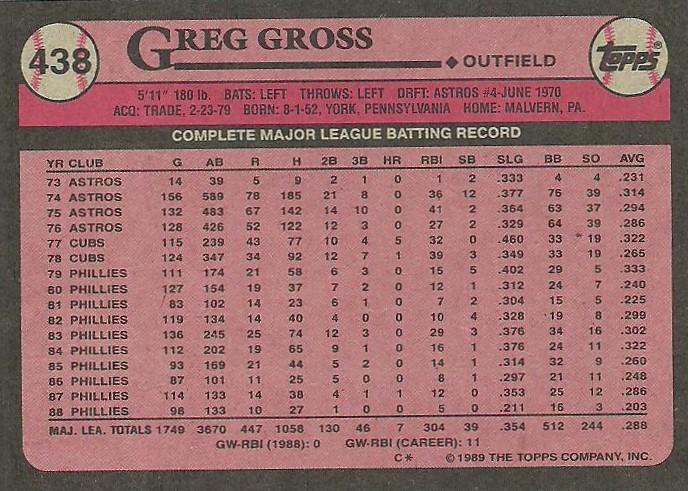 438 GREG GROSS ◆ OUTFIELD TOPPS®
5'11" 180 lb. BATS: LEFT THROWS: LEFT DRFT: ASTROS #4-JUNE 1970
ACQ: TRADE, 2-23-79 BORN: 8-1-52, YORK, PENNSYLVANIA HOME: MALVERN, PA.
COMPLETE MAJOR LEAGUE BATTING RECORD
YR CLUB G AB R H 2B 3B HR RBI SB SLG BB SO AVG
73 ASTROS 14 39 5 9 2 1 0 1 2 .333 4 4 .231
74 ASTROS 156 589 78 185 21 8 0 36 12 .377 76 39 .314
75 ASTROS 132 483 67 142 14 10 0 41 2 .364 63 37 .294
76 ASTROS 128 426 52 122 12 3 0 27 2 .329 64 39 .286
77 CUBS 115 239 43 77 10 4 5 32 0 .460 33 19 .322
78 CUBS 124 347 34 92 12 7 1 39 3 .349 33 19 .265
79 PHILLIES 111 174 21 58 6 3 0 15 5 .402 29 5 .333
80 PHILLIES 127 154 19 37 7 2 0 12 1 .312 24 7 .240
81 PHILLIES 83 102 14 23 6 1 0 7 2 .304 15 5 .225
82 PHILLIES 119 134 14 40 4 0 0 10 4 .328 19 8 .299
83 PHILLIES 136 245 25 74 12 3 0 29 3 .376 34 16 .302
84 PHILLIES 112 202 19 65 9 1 0 16 1 .376 24 11 .322
85 PHILLIES 93 169 21 44 5 2 0 14 1 .314 32 9 .260
86 PHILLIES 87 101 11 25 5 0 0 8 1 .297 21 11 .248
87 PHILLIES 114 133 14 38 4 1 1 12 0 .353 25 12 .286
88 PHILLIES 98 133 10 27 1 0 0 5 0 .211 16 3 .203
MAJ. LEA. TOTALS 1749 3670 447 1058 130 46 7 304 39 .354 512 244 .288
GW-RBI (1988): 0 GW-RBI (CAREER): 11
C* © 1989 THE TOPPS COMPANY, INC.